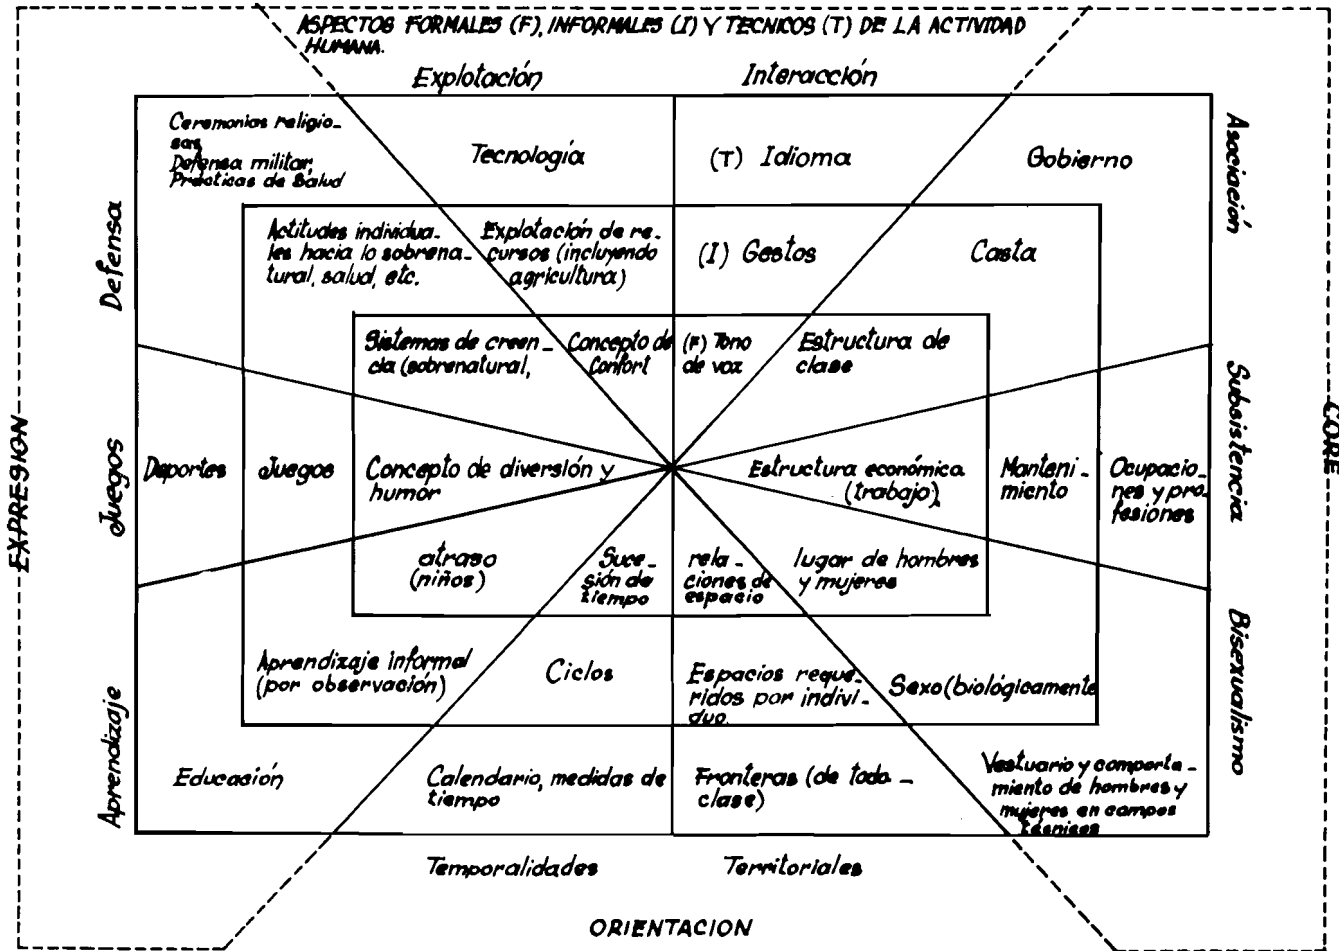 ASPECTOS FORMALES (F), INFORMALES (I) Y TECNICOS (T) DE LA ACTIVIDAD
HUMANA.
Explotación
Interacción
Ceremonias religio-
sas
Defensa militar,
Prácticas de Salud
Tecnología
(T) Idioma
Gobierno
Asociación
Defensa
Actitudes individua-
les hacia lo sobrena-
tural, salud, etc.
Explotación de re-
cursos (incluyendo
agricultura)
(I) Gestos
Casta
Sistemas de creen-
cia (sobrenatural,
Concepto de
Confort
(F) Tono
de voz
Estructura de
clase
EXPRESION
Juegos
Deportes
Juegos
Concepto de diversión y
humor
Estructura económica
(trabajo)
Manteni-
miento
Ocupacio-
nes y pro-
fesiones
Subsistencia
CORE
atraso
(niños)
Suce-
sión de
tiempo
rela-
ciones de
espacio
lugar de hombres
y mujeres
Aprendizaje
Aprendizaje informal
(por observación)
Ciclos
Espacios reque-
ridos por indivi-
duo.
Sexo (biológicamente
Bisexualismo
Educación
Calendario, medidas de
tiempo
Fronteras (de toda-
clase)
Vestuario y comporta-
miento de hombres y
mujeres en campos
técnicos
Temporalidades
Territoriales
ORIENTACION